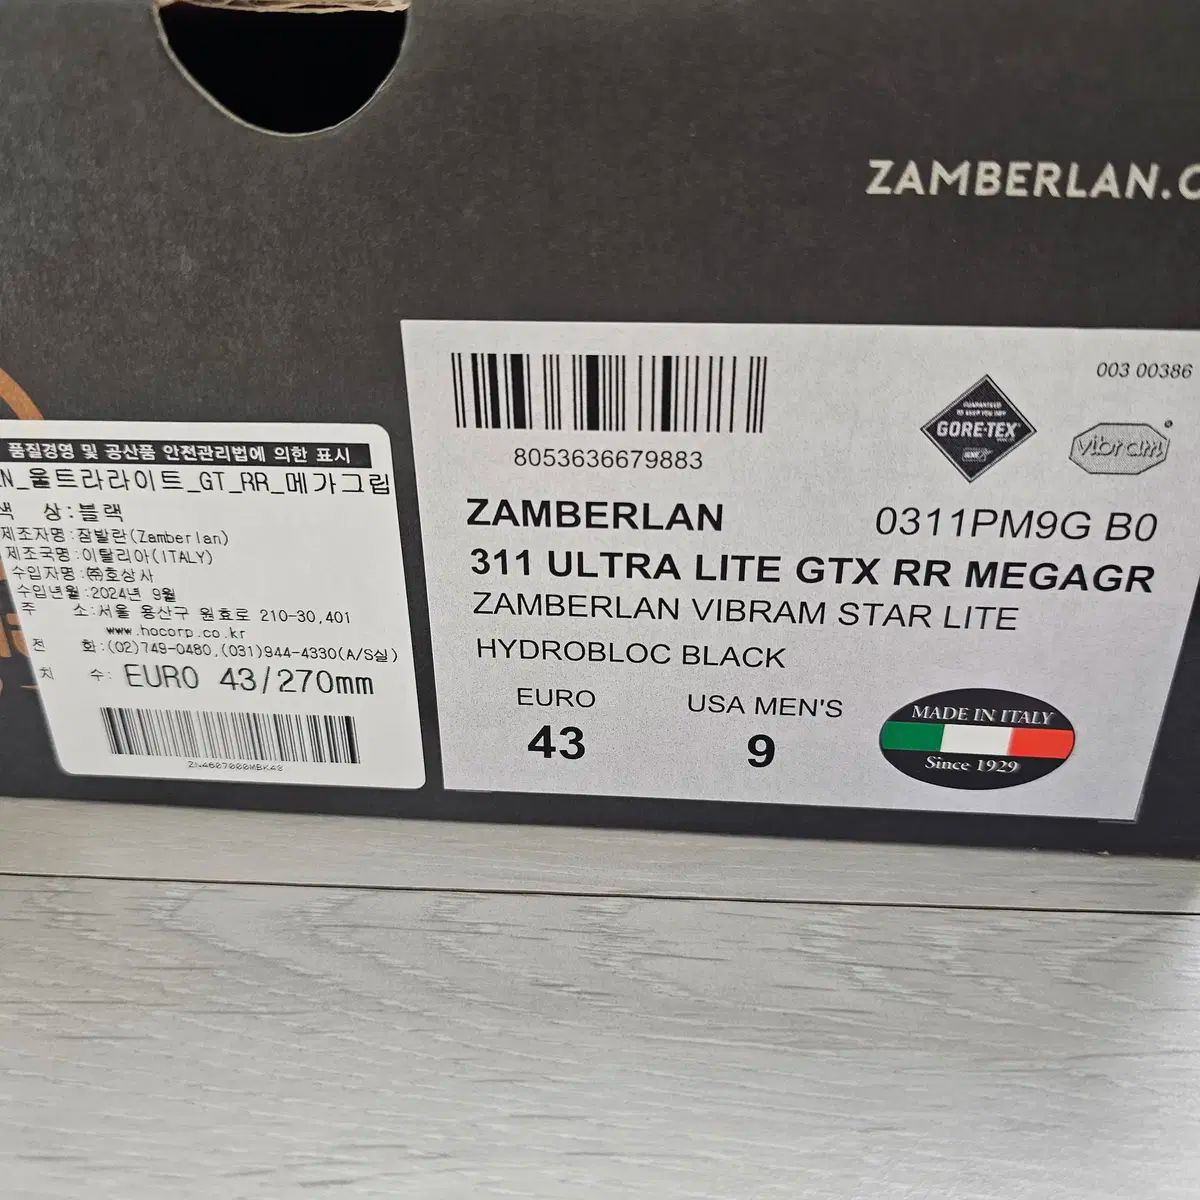 ZAMBERLAN.C
품질경영 및 공산품 안전관리법에 의한 표시
N_울트라라이트_GT_RR_메가그립
색 상:블랙
제조자명:잠발란(Zamberlan)
제조국명:이탈리아(ITALY)
수입자명:㈜호상사
수입년월:2024년 9월
주 소:서울 용산구 원효로 210-30,401
www.hocorp.co.kr
전 화:(02)749-0480,(031)944-4330(A/S실)
치 수: EURO 43/270mm
ZN4607000MBK43
003 00386
8053636679883
GUARANTEED
TO KEEP YOU DRY
GORE-TEX
vibram
ZAMBERLAN 0311PM9G B0
311 ULTRA LITE GTX RR MEGAGR
ZAMBERLAN VIBRAM STAR LITE
HYDROBLOC BLACK
EURO USA MEN'S
43 9
MADE IN ITALY
Since 1929